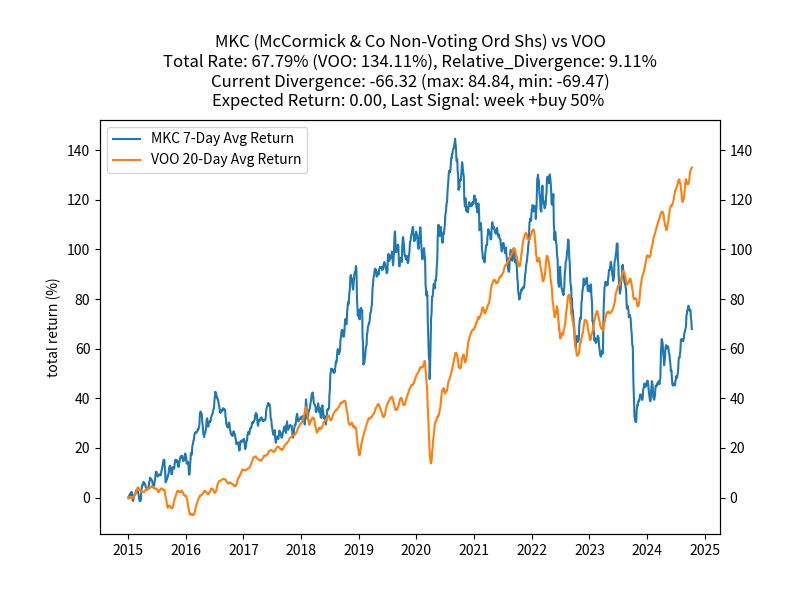 MKC (McCormick & Co Non-Voting Ord Shs) vs VOO
Total Rate: 67.79% (VOO: 134.11%), Relative_Divergence: 9.11%
Current Divergence: -66.32 (max: 84.84, min: -69.47)
Expected Return: 0.00, Last Signal: week +buy 50%
MKC 7-Day Avg Return
VOO 20-Day Avg Return
total return (%)
140
120
100
80
60
40
20
0
140
120
100
80
60
40
20
0
2015 2016 2017 2018 2019 2020 2021 2022 2023 2024 2025